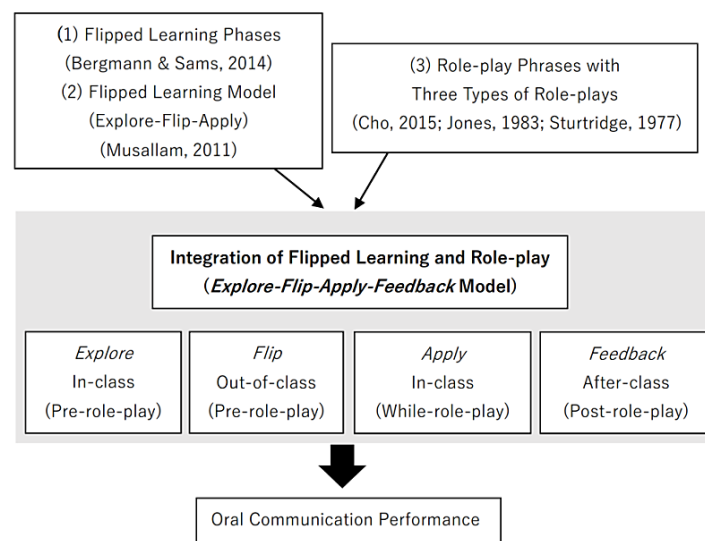 (1) Flipped Learning Phases
(Bergmann & Sams, 2014)
(2) Flipped Learning Model
(Explore-Flip-Apply)
(Musallam, 2011)
(3) Role-play Phrases with
Three Types of Role-plays
(Cho, 2015; Jones, 1983; Sturtridge, 1977)
Integration of Flipped Learning and Role-play
(Explore-Flip-Apply-Feedback Model)
Explore
In-class
(Pre-role-play)
Flip
Out-of-class
(Pre-role-play)
Apply
In-class
(While-role-play)
Feedback
After-class
(Post-role-play)
Oral Communication Performance